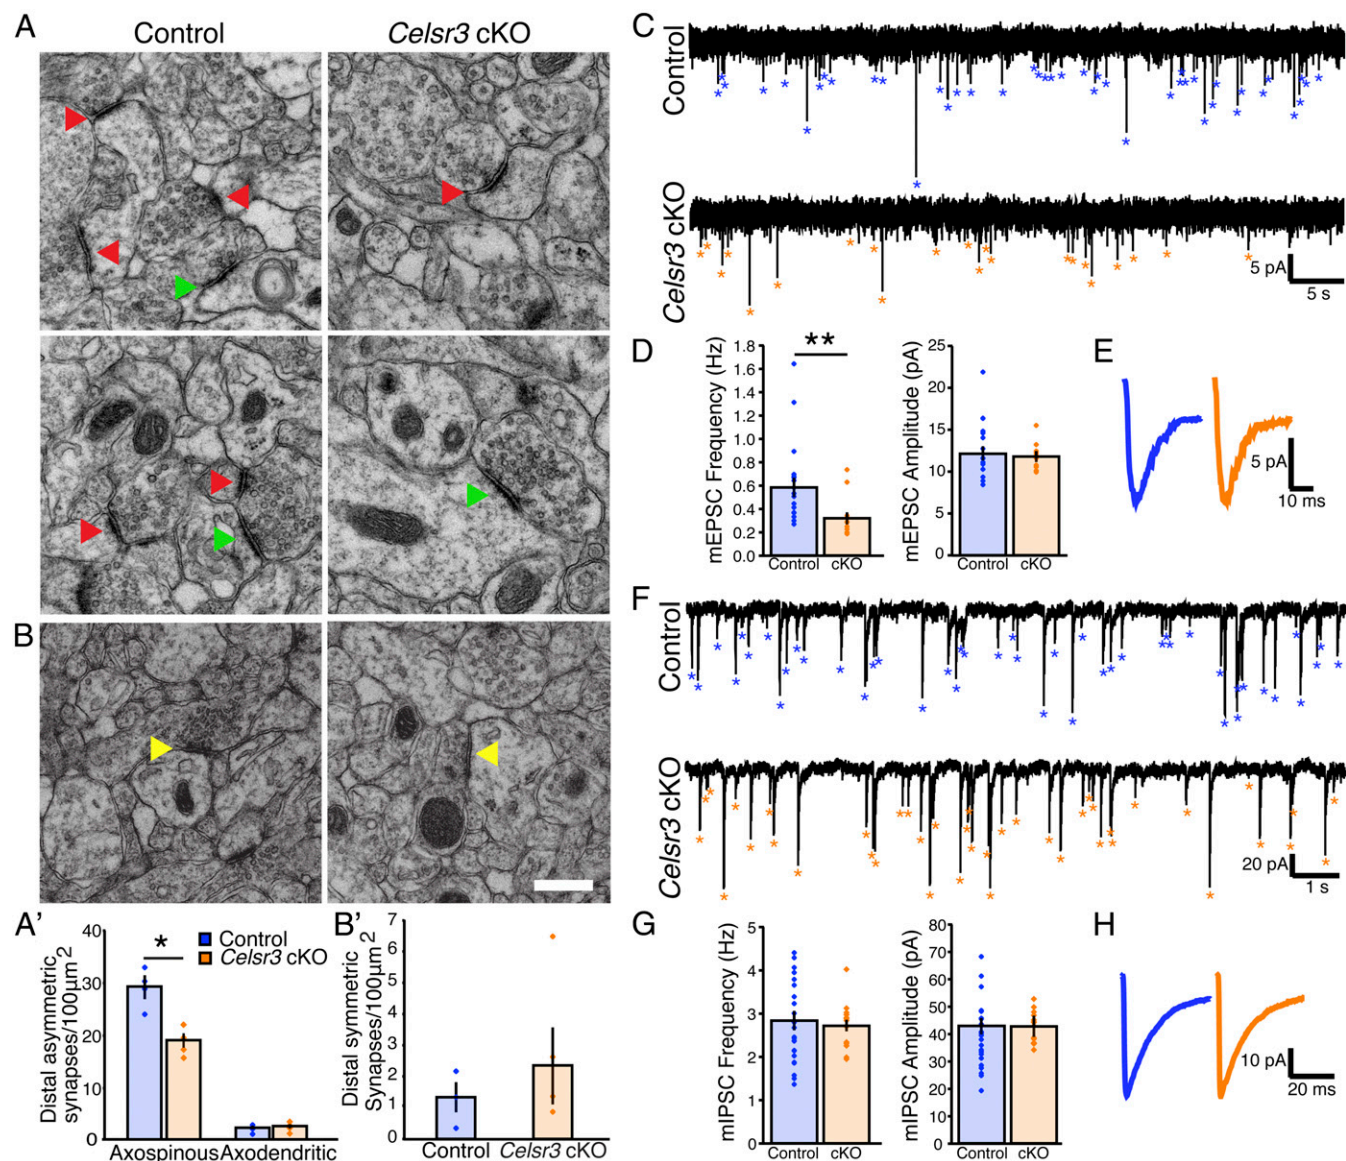 A
Control
Celsr3 cKO
B
A'
Distal asymmetric
synapses/100µm2
40
30
20
10
0
*
Control
Celsr3 cKO
Axospinous
Axodendritic
B'
Distal symmetric
Synapses/100µm2
7
6
5
4
3
2
1
0
Control
Celsr3 cKO
C
Control
Celsr3 cKO
5 pA
5 s
D
mEPSC Frequency (Hz)
1.8
1.6
1.4
1.2
1.0
0.8
0.6
0.4
0.2
0.0
**
Control
cKO
mEPSC Amplitude (pA)
25
20
15
10
5
0
Control
cKO
E
5 pA
10 ms
F
Control
Celsr3 cKO
20 pA
1 s
G
mIPSC Frequency (Hz)
5
4
3
2
1
0
Control
cKO
mIPSC Amplitude (pA)
80
70
60
50
40
30
20
10
0
Control
cKO
H
10 pA
20 ms